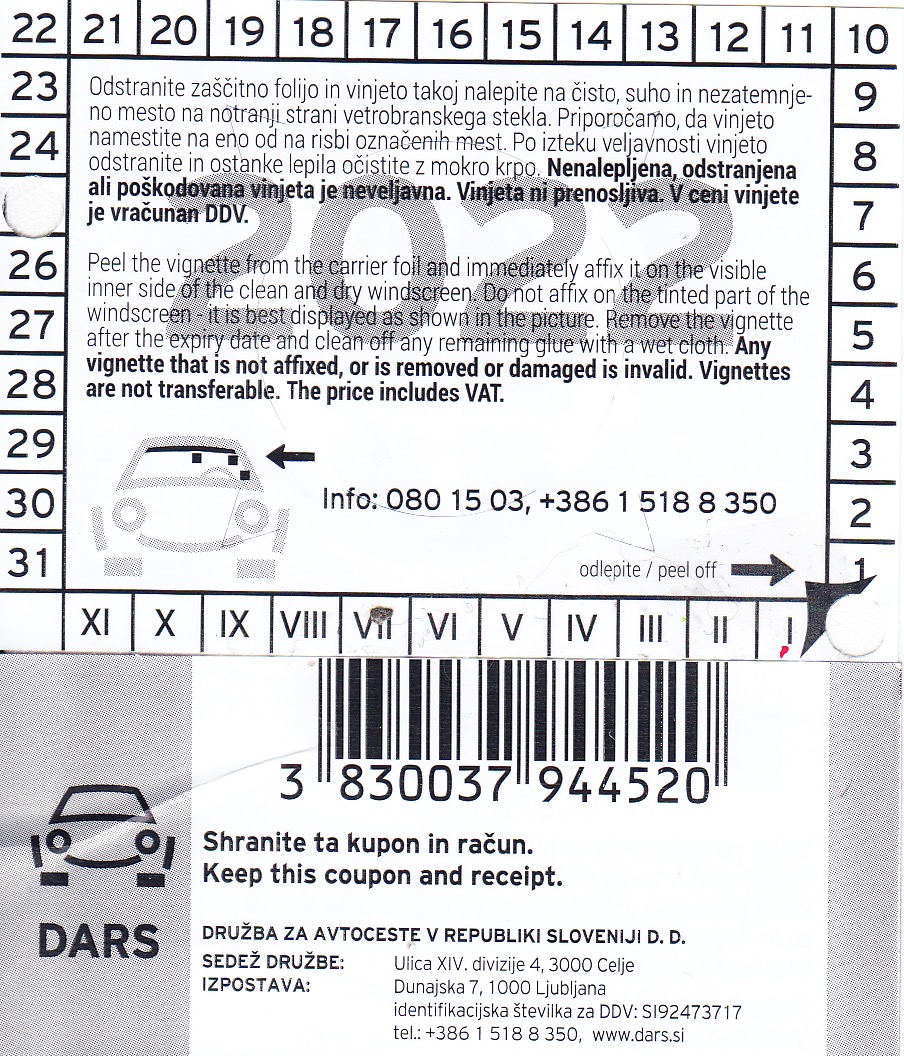 22 21 20 19 18 17 16 15 14 13 12 11 10
23
24
26
27
28
29
30
31
Odstranite zaščitno folijo in vinjeto takoj nalepite na čisto, suho in nezatemnje-
no mesto na notranji strani vetrobranskega stekla. Priporočamo, da vinjeto
namestite na eno od na risbi označenih mest. Po izteku veljavnosti vinjeto
odstranite in ostanke lepila očistite z mokro krpo. Nenalepljena, odstranjena
ali poškodovana vinjeta je neveljavna. Vinjeta ni prenosljiva. V ceni vinjete
je vračunan DDV.
2022
Peel the vignette from the carrier foil and immediately affix it on the visible
inner side of the clean and dry windscreen. Do not affix on the tinted part of the
windscreen - it is best displayed as shown in the picture. Remove the vignette
after the expiry date and clean off any remaining glue with a wet cloth. Any
vignette that is not affixed, or is removed or damaged is invalid. Vignettes
are not transferable. The price includes VAT.
Info: 080 15 03, +386 1 518 8 350
odlepite / peel off
9
8
7
6
5
4
3
2
1
XI X IX VIII VII VI V IV III II I
3 830037 944520
Shranite ta kupon in račun.
Keep this coupon and receipt.
DARS
DRUŽBA ZA AVTOCESTE V REPUBLIKI SLOVENIJI D. D.
SEDEŽ DRUŽBE: Ulica XIV. divizije 4, 3000 Celje
IZPOSTAVA: Dunajska 7, 1000 Ljubljana
identifikacijska številka za DDV: SI92473717
tel.: +386 1 518 8 350, www.dars.si